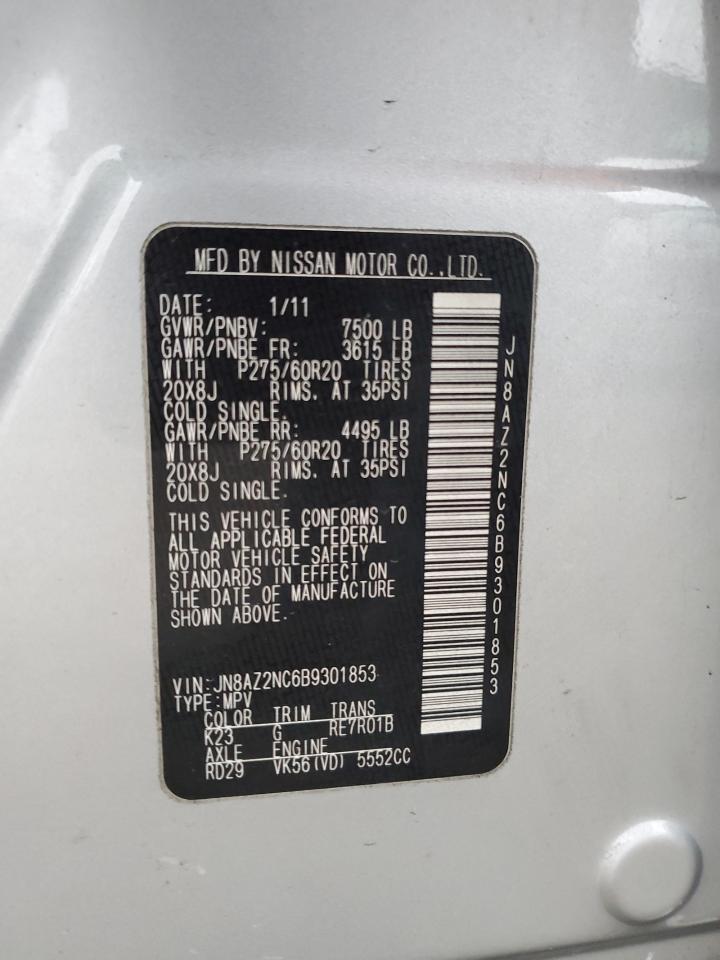 MFD BY NISSAN MOTOR CO.,LTD.
DATE: 1/11
GVWR/PNBV: 7500 LB
GAWR/PNBE FR: 3615 LB
WITH P275/60R20 TIRES
20X8J RIMS, AT 35PSI
COLD SINGLE.
GAWR/PNBE RR: 4495 LB
WITH P275/60R20 TIRES
20X8J RIMS, AT 35PSI
COLD SINGLE.
THIS VEHICLE CONFORMS TO
ALL APPLICABLE FEDERAL
MOTOR VEHICLE SAFETY
STANDARDS IN EFFECT ON
THE DATE OF MANUFACTURE
SHOWN ABOVE.
VIN:JN8AZ2NC6B9301853
TYPE:MPV
COLOR TRIM TRANS
K23 G RE7R01B
AXLE ENGINE
RD29 VK56(VD) 5552CC
JN8AZ2NC6B9301853